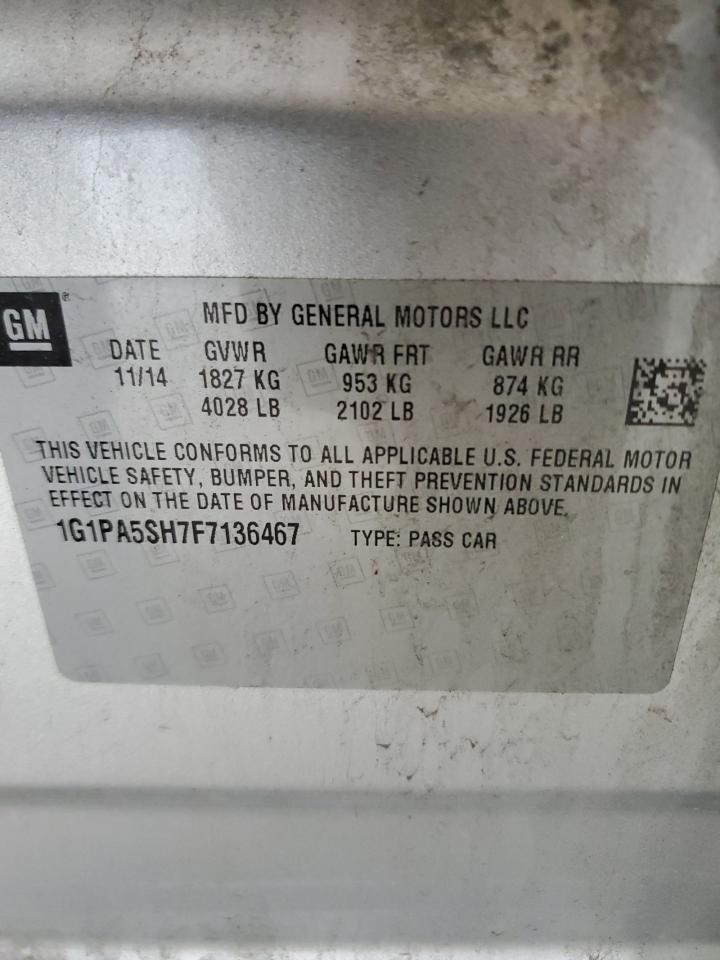 GM®
MFD BY GENERAL MOTORS LLC
DATE GVWR GAWR FRT GAWR RR
11/14 1827 KG 953 KG 874 KG
4028 LB 2102 LB 1926 LB
THIS VEHICLE CONFORMS TO ALL APPLICABLE U.S. FEDERAL MOTOR
VEHICLE SAFETY, BUMPER, AND THEFT PREVENTION STANDARDS IN
EFFECT ON THE DATE OF MANUFACTURE SHOWN ABOVE.
1G1PA5SH7F7136467 TYPE: PASS CAR